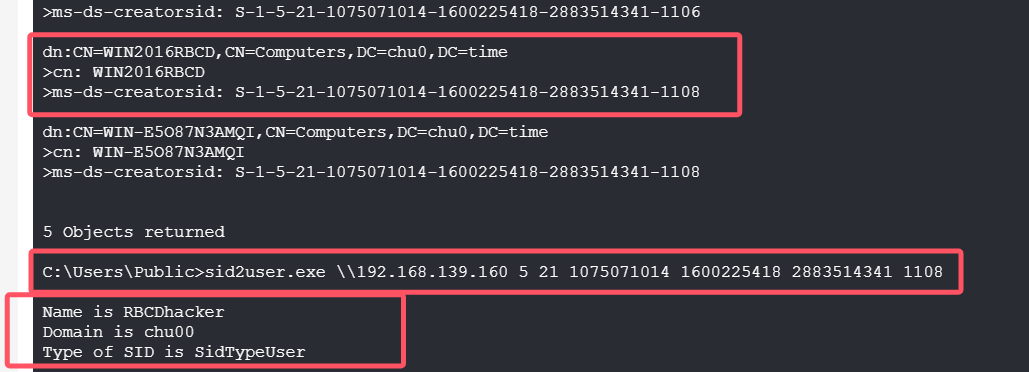 >ms-ds-creatorsid: S-1-5-21-1075071014-1600225418-2883514341-1106
dn:CN=WIN2016RBCD,CN=Computers,DC=chu0,DC=time
>cn: WIN2016RBCD
>ms-ds-creatorsid: S-1-5-21-1075071014-1600225418-2883514341-1108
dn:CN=WIN-E5O87N3AMQI,CN=Computers,DC=chu0,DC=time
>cn: WIN-E5O87N3AMQI
>ms-ds-creatorsid: S-1-5-21-1075071014-1600225418-2883514341-1108
5 Objects returned
C:\Users\Public>sid2user.exe \\192.168.139.160 5 21 1075071014 1600225418 2883514341 1108
Name is RBCDhacker
Domain is chu00
Type of SID is SidTypeUser